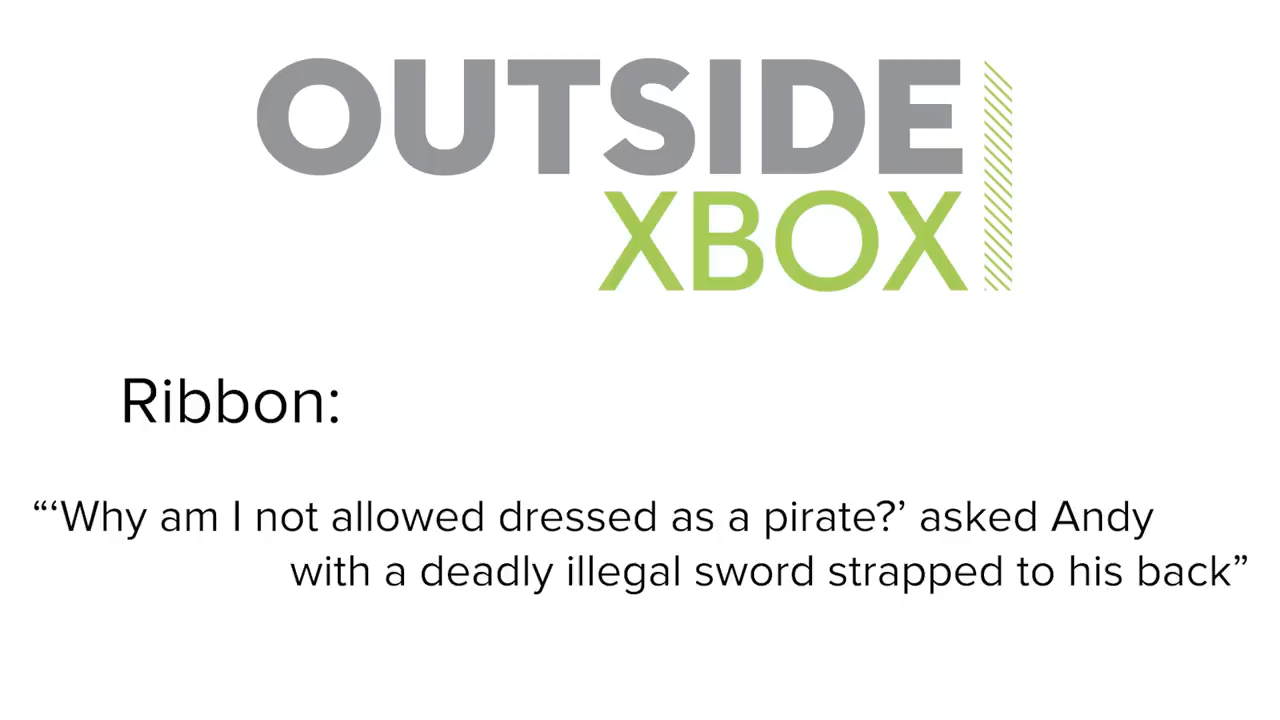 OUTSIDE
XBOX
Ribbon:
“‘Why am I not allowed dressed as a pirate?’ asked Andy
with a deadly illegal sword strapped to his back”